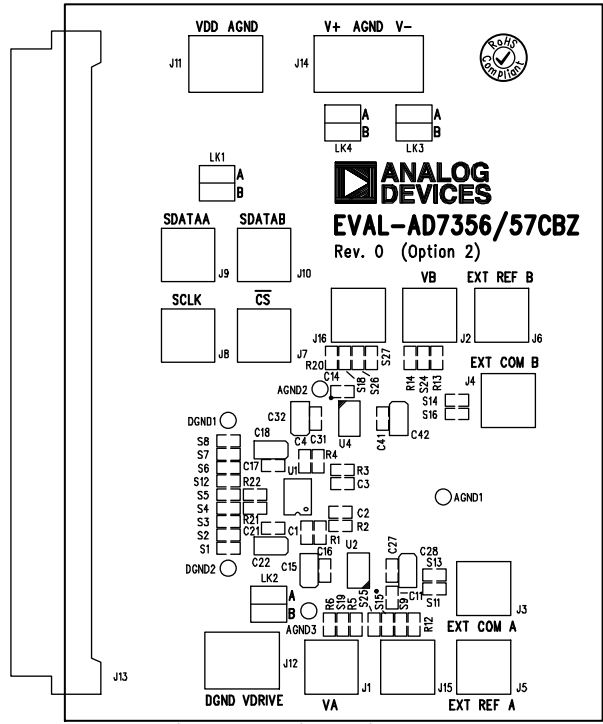 VDD AGND
V+ AGND V-
J11
J14
RoHS
Compliant
A
B
LK4
A
B
LK3
LK1
A
B
ANALOG
DEVICES
EVAL-AD7356/57CBZ
Rev. 0 (Option 2)
SDATAA
SDATAB
J9
J10
SCLK
CS
J8
J7
VB
EXT REF B
J16
J2
J6
R20
S18
S26
S27
R14
S24
R13
EXT COM B
J4
C14
AGND2
S14
S16
C32
C31
U4
C41
C42
DGND1
C18
C4
R4
S8
S7
S6
S12
S5
S4
S3
S2
S1
C17
R22
R21
C21
U1
R3
C3
C2
R2
C1
R1
AGND1
C22
C15
C16
U2
C27
C28
S13
S11
C11
DGND2
LK2
A
B
AGND3
R6
S19
R5
S25
S15
S9
R12
J3
EXT COM A
J12
DGND VDRIVE
J13
J1
VA
J15
J5
EXT REF A